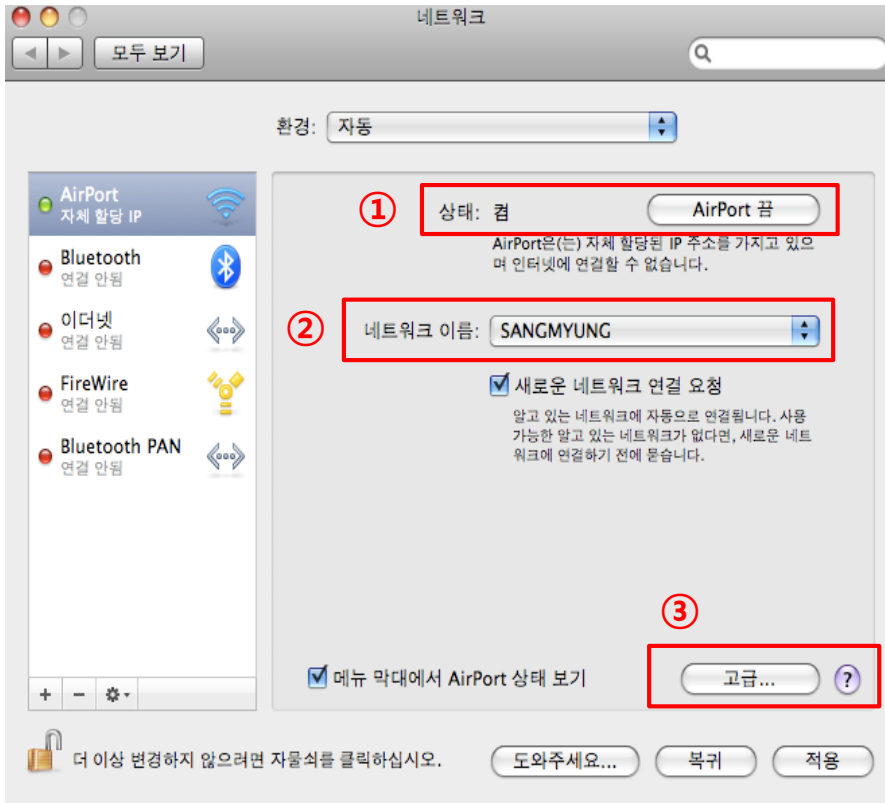 네트워크
모두 보기
환경: 자동
AirPort
자체 할당 IP
Bluetooth
연결 안됨
이더넷
연결 안됨
FireWire
연결 안됨
Bluetooth PAN
연결 안됨
① 상태: 켬 AirPort 끔
AirPort은(는) 자체 할당된 IP 주소를 가지고 있으
며 인터넷에 연결할 수 없습니다.
② 네트워크 이름: SANGMYUNG
새로운 네트워크 연결 요청
알고 있는 네트워크에 자동으로 연결됩니다. 사용
가능한 알고 있는 네트워크가 없다면, 새로운 네트
워크에 연결하기 전에 묻습니다.
③
메뉴 막대에서 AirPort 상태 보기 고급... ?
더 이상 변경하지 않으려면 자물쇠를 클릭하십시오. 도와주세요... 복귀 적용